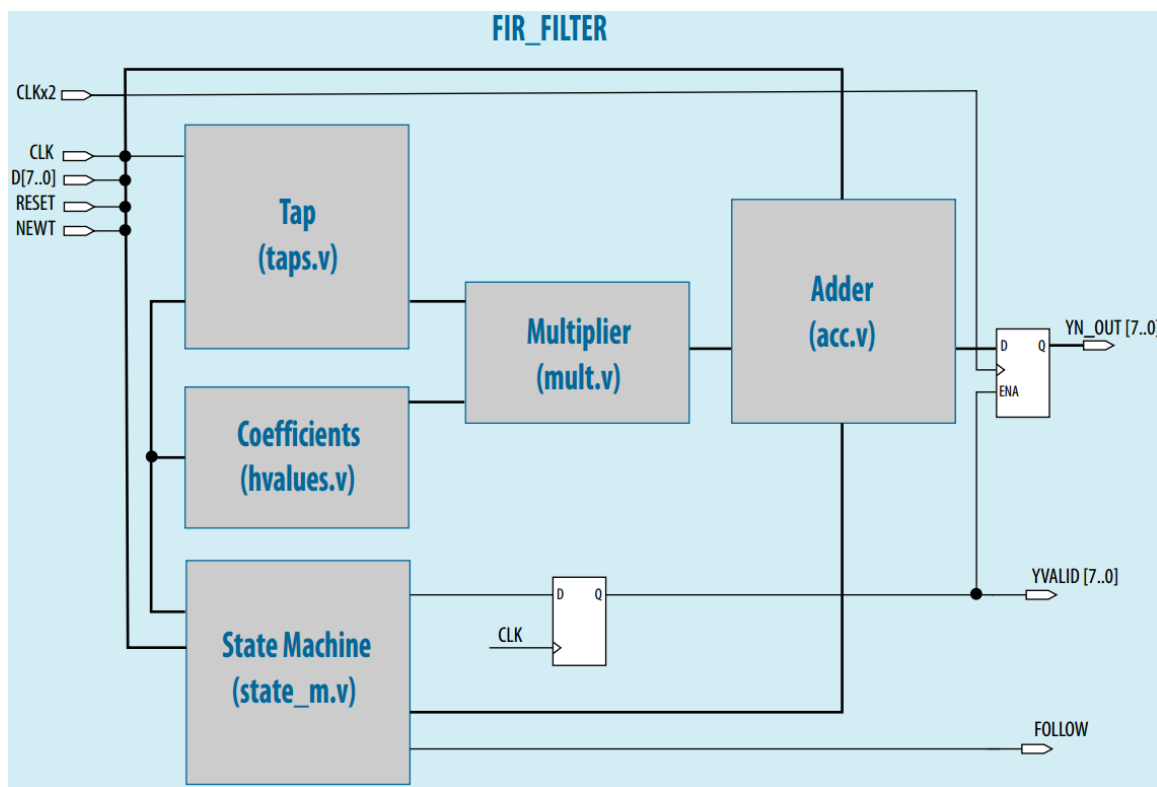 FIR_FILTER
CLKx2
CLK
D[7..0]
RESET
NEWT
Tap
(taps.v)
Multiplier
(mult.v)
Adder
(acc.v)
D Q
ENA
YN_OUT [7..0]
Coefficients
(hvalues.v)
State Machine
(state_m.v)
D Q
CLK
YVALID [7..0]
FOLLOW